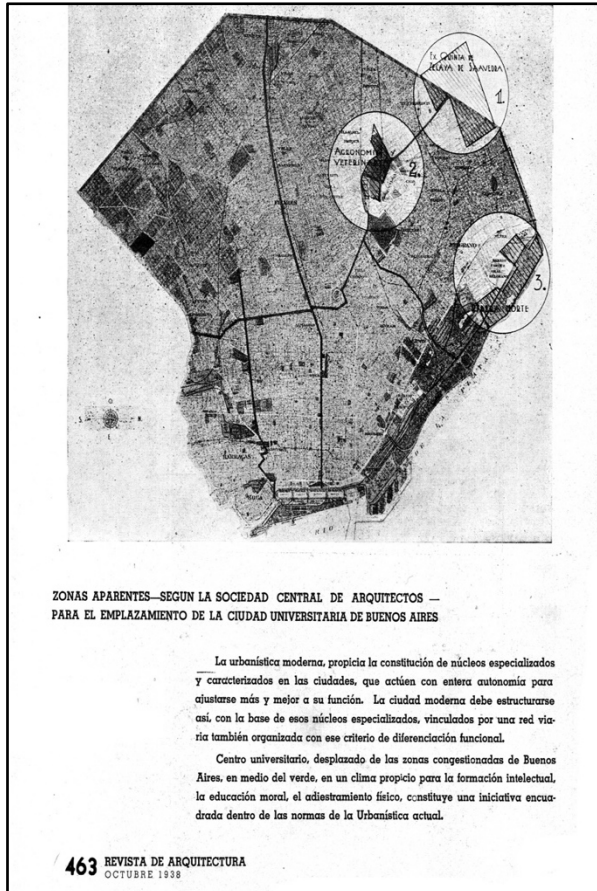 Ex Quinta de
Zelaya de Saavedra
1.
Agronomia y
Veterinaria
2.
3.
Ribera Norte
O
S
N
E
RIO
ZONAS APARENTES—SEGUN LA SOCIEDAD CENTRAL DE ARQUITECTOS —
PARA EL EMPLAZAMIENTO DE LA CIUDAD UNIVERSITARIA DE BUENOS AIRES
La urbanística moderna, propicia la constitución de núcleos especializados
y caracterizados en las ciudades, que actúen con entera autonomía para
ajustarse más y mejor a su función. La ciudad moderna debe estructurarse
así, con la base de esos núcleos especializados, vinculados por una red via-
ria también organizada con ese criterio de diferenciación funcional.
Centro universitario, desplazado de las zonas congestionadas de Buenos
Aires, en medio del verde, en un clima propicio para la formación intelectual,
la educación moral, el adiestramiento físico, constituye una iniciativa encua-
drada dentro de las normas de la Urbanística actual.
463 REVISTA DE ARQUITECTURA
OCTUBRE 1938